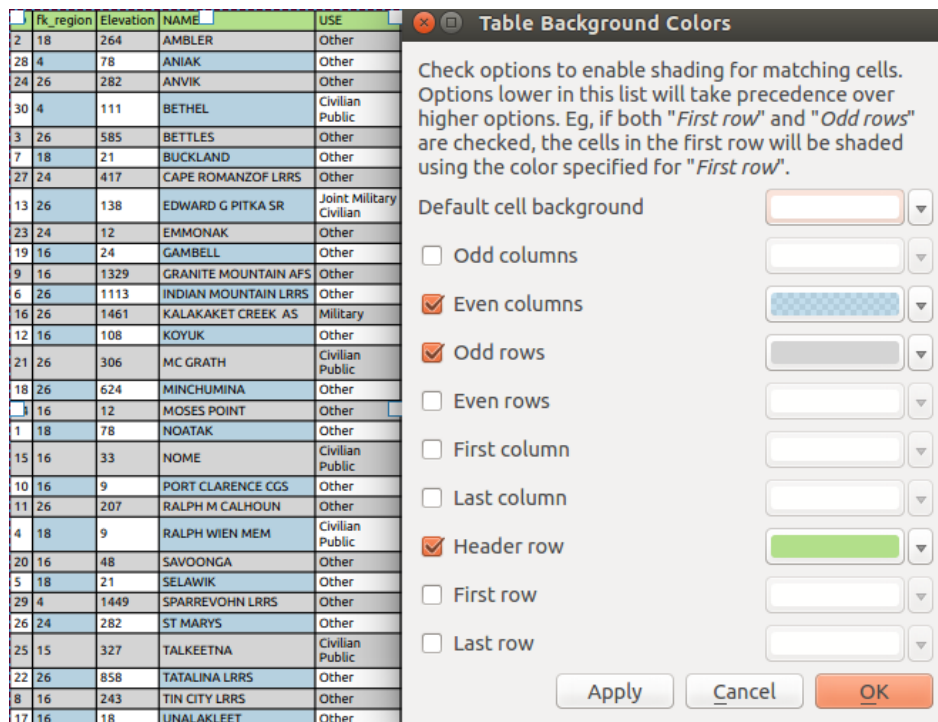 fk_region Elevation NAME USE
2 18 264 AMBLER Other
28 4 78 ANIAK Other
24 26 282 ANVIK Other
30 4 111 BETHEL Civilian
Public
3 26 585 BETTLES Other
7 18 21 BUCKLAND Other
27 24 417 CAPE ROMANZOF LRRS Other
13 26 138 EDWARD G PITKA SR Joint Military
Civilian
23 24 12 EMMONAK Other
19 16 24 GAMBELL Other
9 16 1329 GRANITE MOUNTAIN AFS Other
6 26 1113 INDIAN MOUNTAIN LRRS Other
16 26 1461 KALAKAKET CREEK AS Military
12 16 108 KOYUK Other
21 26 306 MC GRATH Civilian
Public
18 26 624 MINCHUMINA Other
16 12 MOSES POINT Other
1 18 78 NOATAK Other
15 16 33 NOME Civilian
Public
10 16 9 PORT CLARENCE CGS Other
11 26 207 RALPH M CALHOUN Other
4 18 9 RALPH WIEN MEM Civilian
Public
20 16 48 SAVOONGA Other
5 18 21 SELAWIK Other
29 4 1449 SPARREVOHN LRRS Other
26 24 282 ST MARYS Other
25 15 327 TALKEETNA Civilian
Public
22 26 858 TATALINA LRRS Other
8 16 243 TIN CITY LRRS Other
17 16 18 UNALAKLEET Other
Table Background Colors
Check options to enable shading for matching cells.
Options lower in this list will take precedence over
higher options. Eg, if both "First row" and "Odd rows"
are checked, the cells in the first row will be shaded
using the color specified for "First row".
Default cell background
Odd columns
Even columns
Odd rows
Even rows
First column
Last column
Header row
First row
Last row
Apply Cancel OK